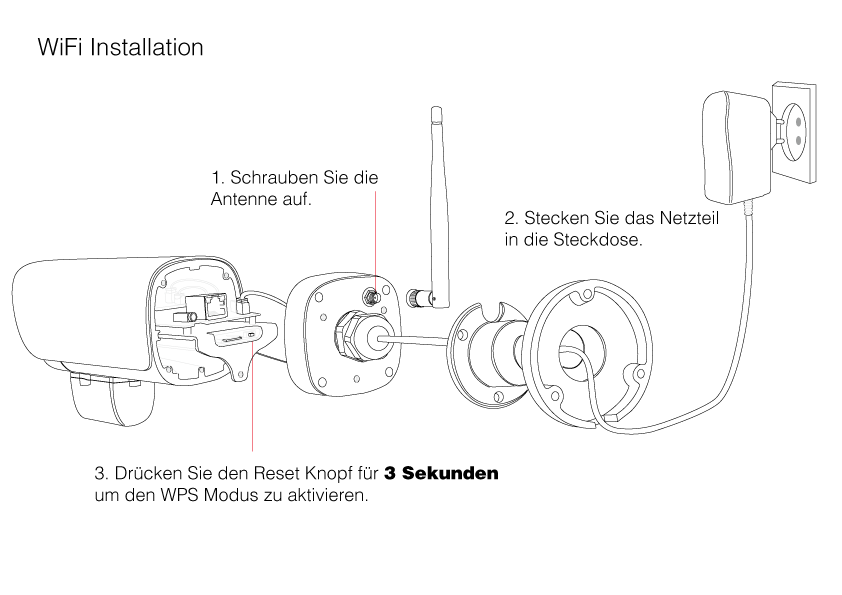 WiFi Installation
1. Schrauben Sie die
Antenne auf.
2. Stecken Sie das Netzteil
in die Steckdose.
3. Drücken Sie den Reset Knopf für 3 Sekunden
um den WPS Modus zu aktivieren.